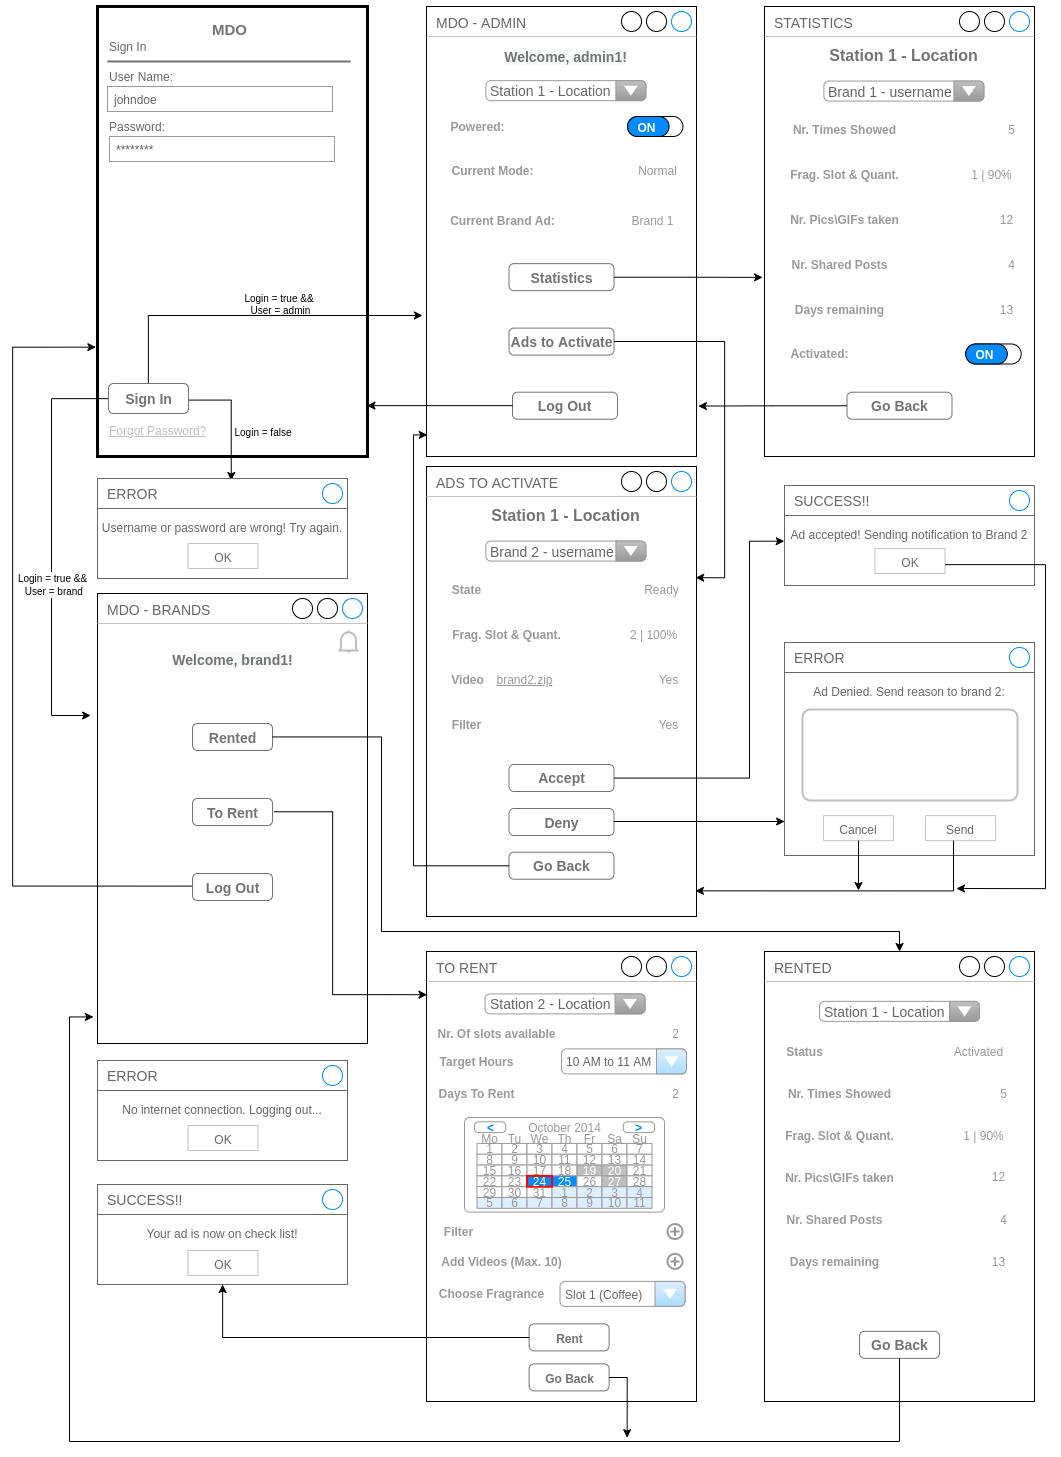 MDO
Sign In
User Name:
johndoe
Password:
********
Login = true &&
User = admin
Sign In
Forgot Password?
Login = false
MDO - ADMIN
Welcome, admin1!
Station 1 - Location
Powered:
ON
Current Mode:
Normal
Current Brand Ad:
Brand 1
Statistics
Ads to Activate
Log Out
STATISTICS
Station 1 - Location
Brand 1 - username
Nr. Times Showed
5
Frag. Slot & Quant.
1 | 90%
Nr. Pics\GIFs taken
12
Nr. Shared Posts
4
Days remaining
13
Activated:
ON
Go Back
ERROR
Username or password are wrong! Try again.
OK
Login = true &&
User = brand
MDO - BRANDS
Welcome, brand1!
Rented
To Rent
Log Out
ADS TO ACTIVATE
Station 1 - Location
Brand 2 - username
State
Ready
Frag. Slot & Quant.
2 | 100%
Video brand2.zip
Yes
Filter
Yes
Accept
Deny
Go Back
SUCCESS!!
Ad accepted! Sending notification to Brand 2
OK
ERROR
Ad Denied. Send reason to brand 2:
Cancel
Send
ERROR
No internet connection. Logging out...
OK
SUCCESS!!
Your ad is now on check list!
OK
TO RENT
Station 2 - Location
Nr. Of slots available
2
Target Hours
10 AM to 11 AM
Days To Rent
2
< October 2014 >
Mo Tu We Th Fr Sa Su
1 2 3 4 5 6 7
8 9 10 11 12 13 14
15 16 17 18 19 20 21
22 23 24 25 26 27 28
29 30 31 1 2 3 4
5 6 7 8 9 10 11
Filter
Add Videos (Max. 10)
Choose Fragrance
Slot 1 (Coffee)
Rent
Go Back
RENTED
Station 1 - Location
Status
Activated
Nr. Times Showed
5
Frag. Slot & Quant.
1 | 90%
Nr. Pics\GIFs taken
12
Nr. Shared Posts
4
Days remaining
13
Go Back